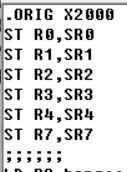 .ORIG X2000
ST R0,SR0
ST R1,SR1
ST R2,SR2
ST R3,SR3
ST R4,SR4
ST R7,SR7
;;;;;;